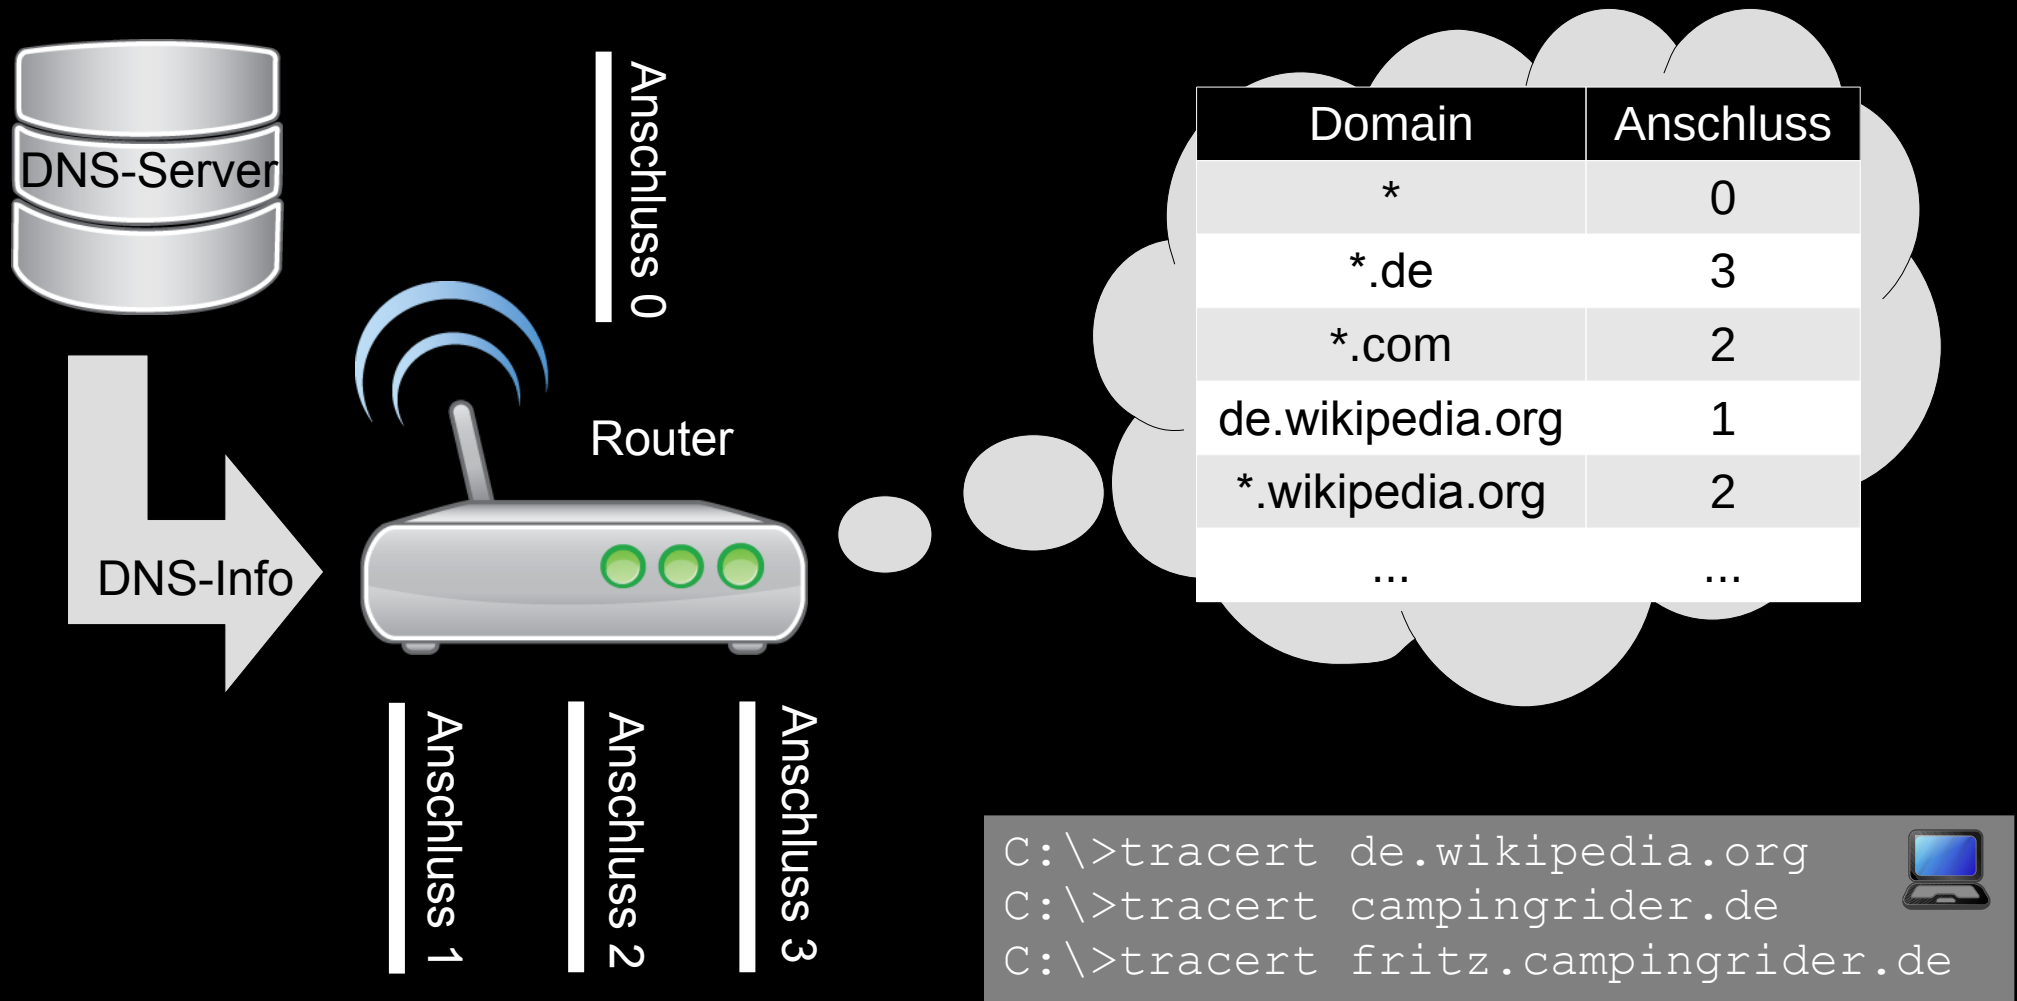 DNS-Server
DNS-Info
Anschluss 0
Router
Anschluss 1
Anschluss 2
Anschluss 3
Domain Anschluss
* 0
*.de 3
*.com 2
de.wikipedia.org 1
*.wikipedia.org 2
... ...
C:\>tracert de.wikipedia.org
C:\>tracert campingrider.de
C:\>tracert fritz.campingrider.de